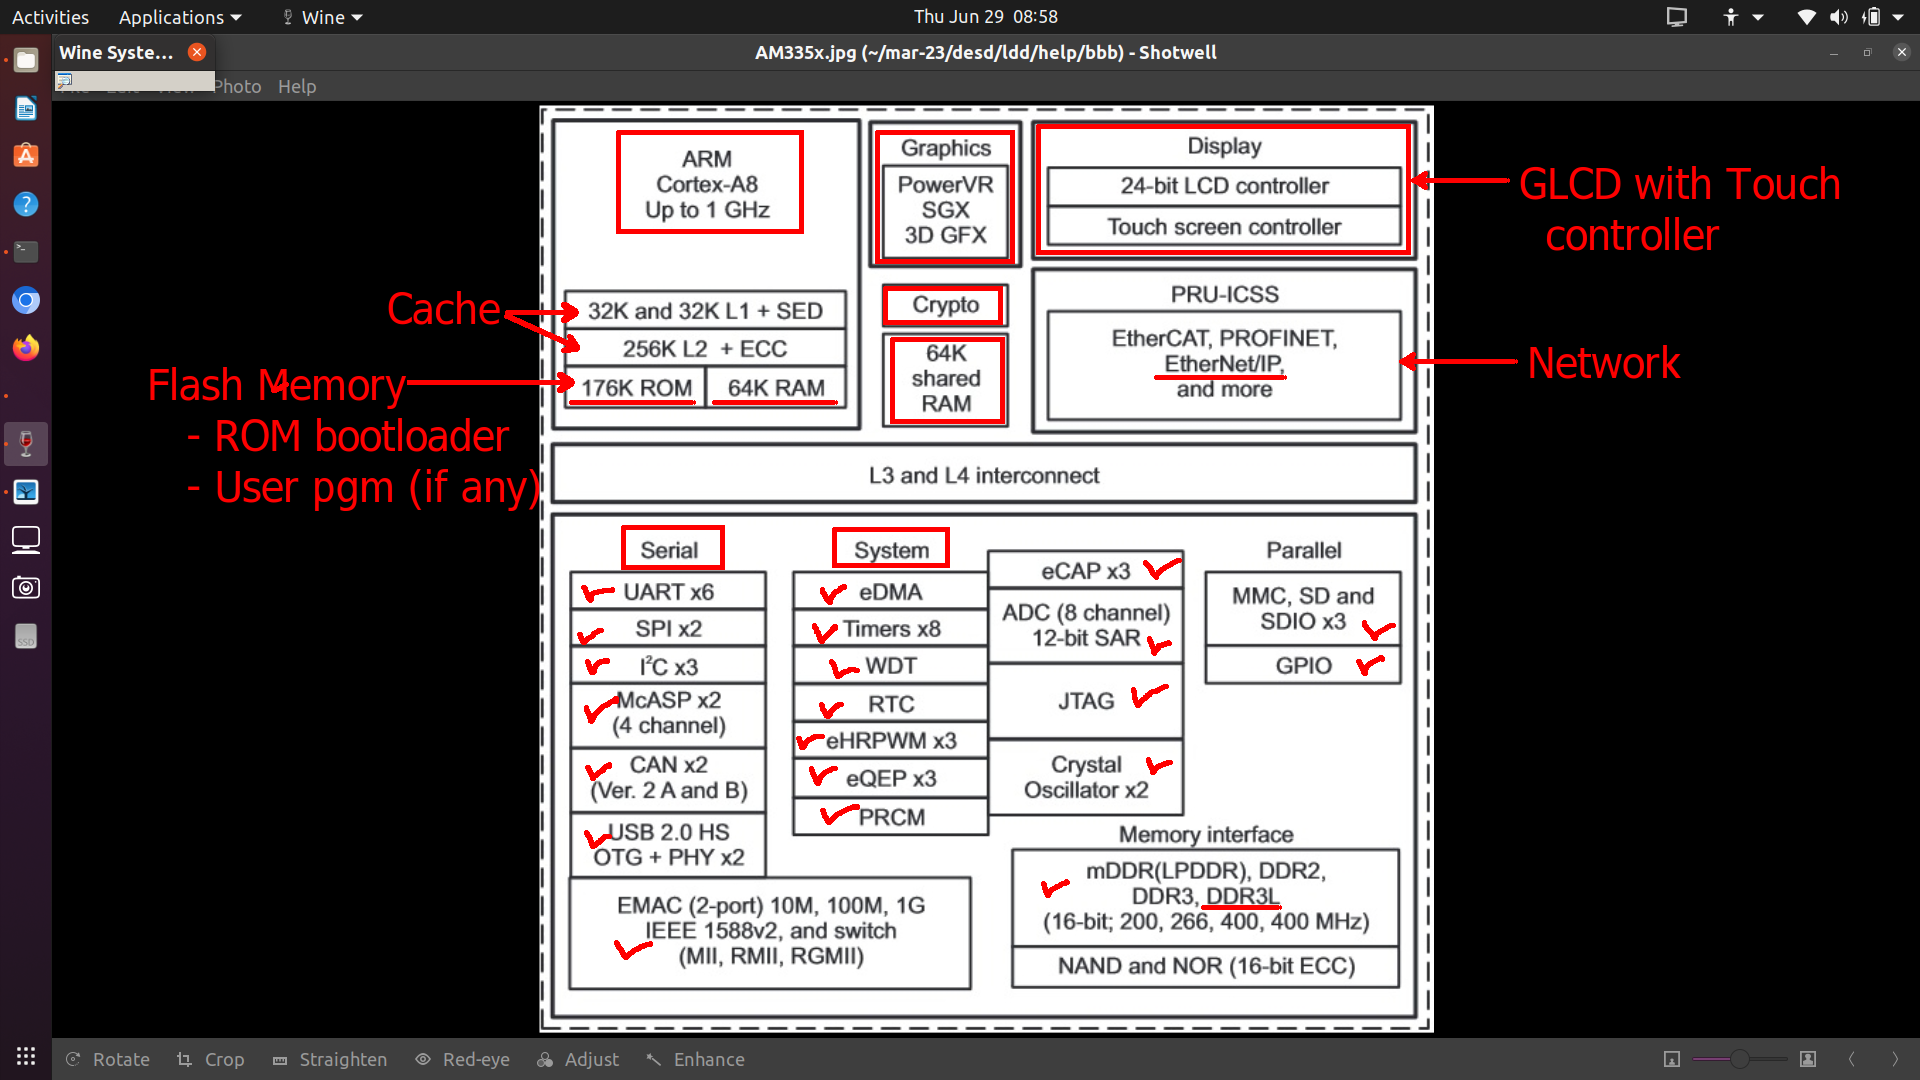 Activities
Applications
Wine
Thu Jun 29 08:58
Wine Syste...
AM335x.jpg (~/mar-23/desd/ldd/help/bbb) - Shotwell
Photo
Help
ARM
Cortex-A8
Up to 1 GHz
32K and 32K L1 + SED
256K L2 + ECC
176K ROM
64K RAM
Graphics
PowerVR
SGX
3D GFX
Crypto
64K
shared
RAM
Display
24-bit LCD controller
Touch screen controller
GLCD with Touch
controller
PRU-ICSS
EtherCAT, PROFINET,
EtherNet/IP,
and more
Network
Cache
Flash Memory
- ROM bootloader
- User pgm (if any)
L3 and L4 interconnect
Serial
UART x6
SPI x2
I²C x3
McASP x2
(4 channel)
CAN x2
(Ver. 2 A and B)
USB 2.0 HS
OTG + PHY x2
EMAC (2-port) 10M, 100M, 1G
IEEE 1588v2, and switch
(MII, RMII, RGMII)
System
eDMA
Timers x8
WDT
RTC
eHRPWM x3
eQEP x3
PRCM
eCAP x3
ADC (8 channel)
12-bit SAR
JTAG
Crystal
Oscillator x2
Parallel
MMC, SD and
SDIO x3
GPIO
Memory interface
mDDR(LPDDR), DDR2,
DDR3, DDR3L
(16-bit; 200, 266, 400, 400 MHz)
NAND and NOR (16-bit ECC)
Rotate
Crop
Straighten
Red-eye
Adjust
Enhance